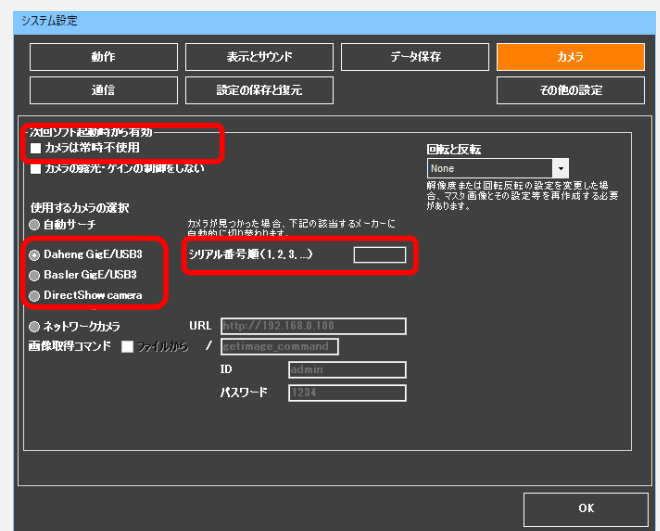 システム設定
動作
表示とサウンド
データ保存
カメラ
通信
設定の保存と復元
その他の設定
次回ソフト起動時から有効
カメラは常時不使用
カメラの露光・ゲインの制御をしない
回転と反転
None
解像度または回転反転の設定を変更した場
合、マスク画像とその設定等を再作成する必要
があります。
使用するカメラの選択
自動サーチ
カメラが見つかった場合、下記の該当するメーカーに
自動的に切り替わります。
Daheng GigE/USB3
シリアル番号順(1,2,3,...)
Basler GigE/USB3
DirectShow camera
ネットワークカメラ
URL
http://192.168.0.100
画像取得コマンド
ファイルから
/
getimage_command
ID
admin
パスワード
1234
OK